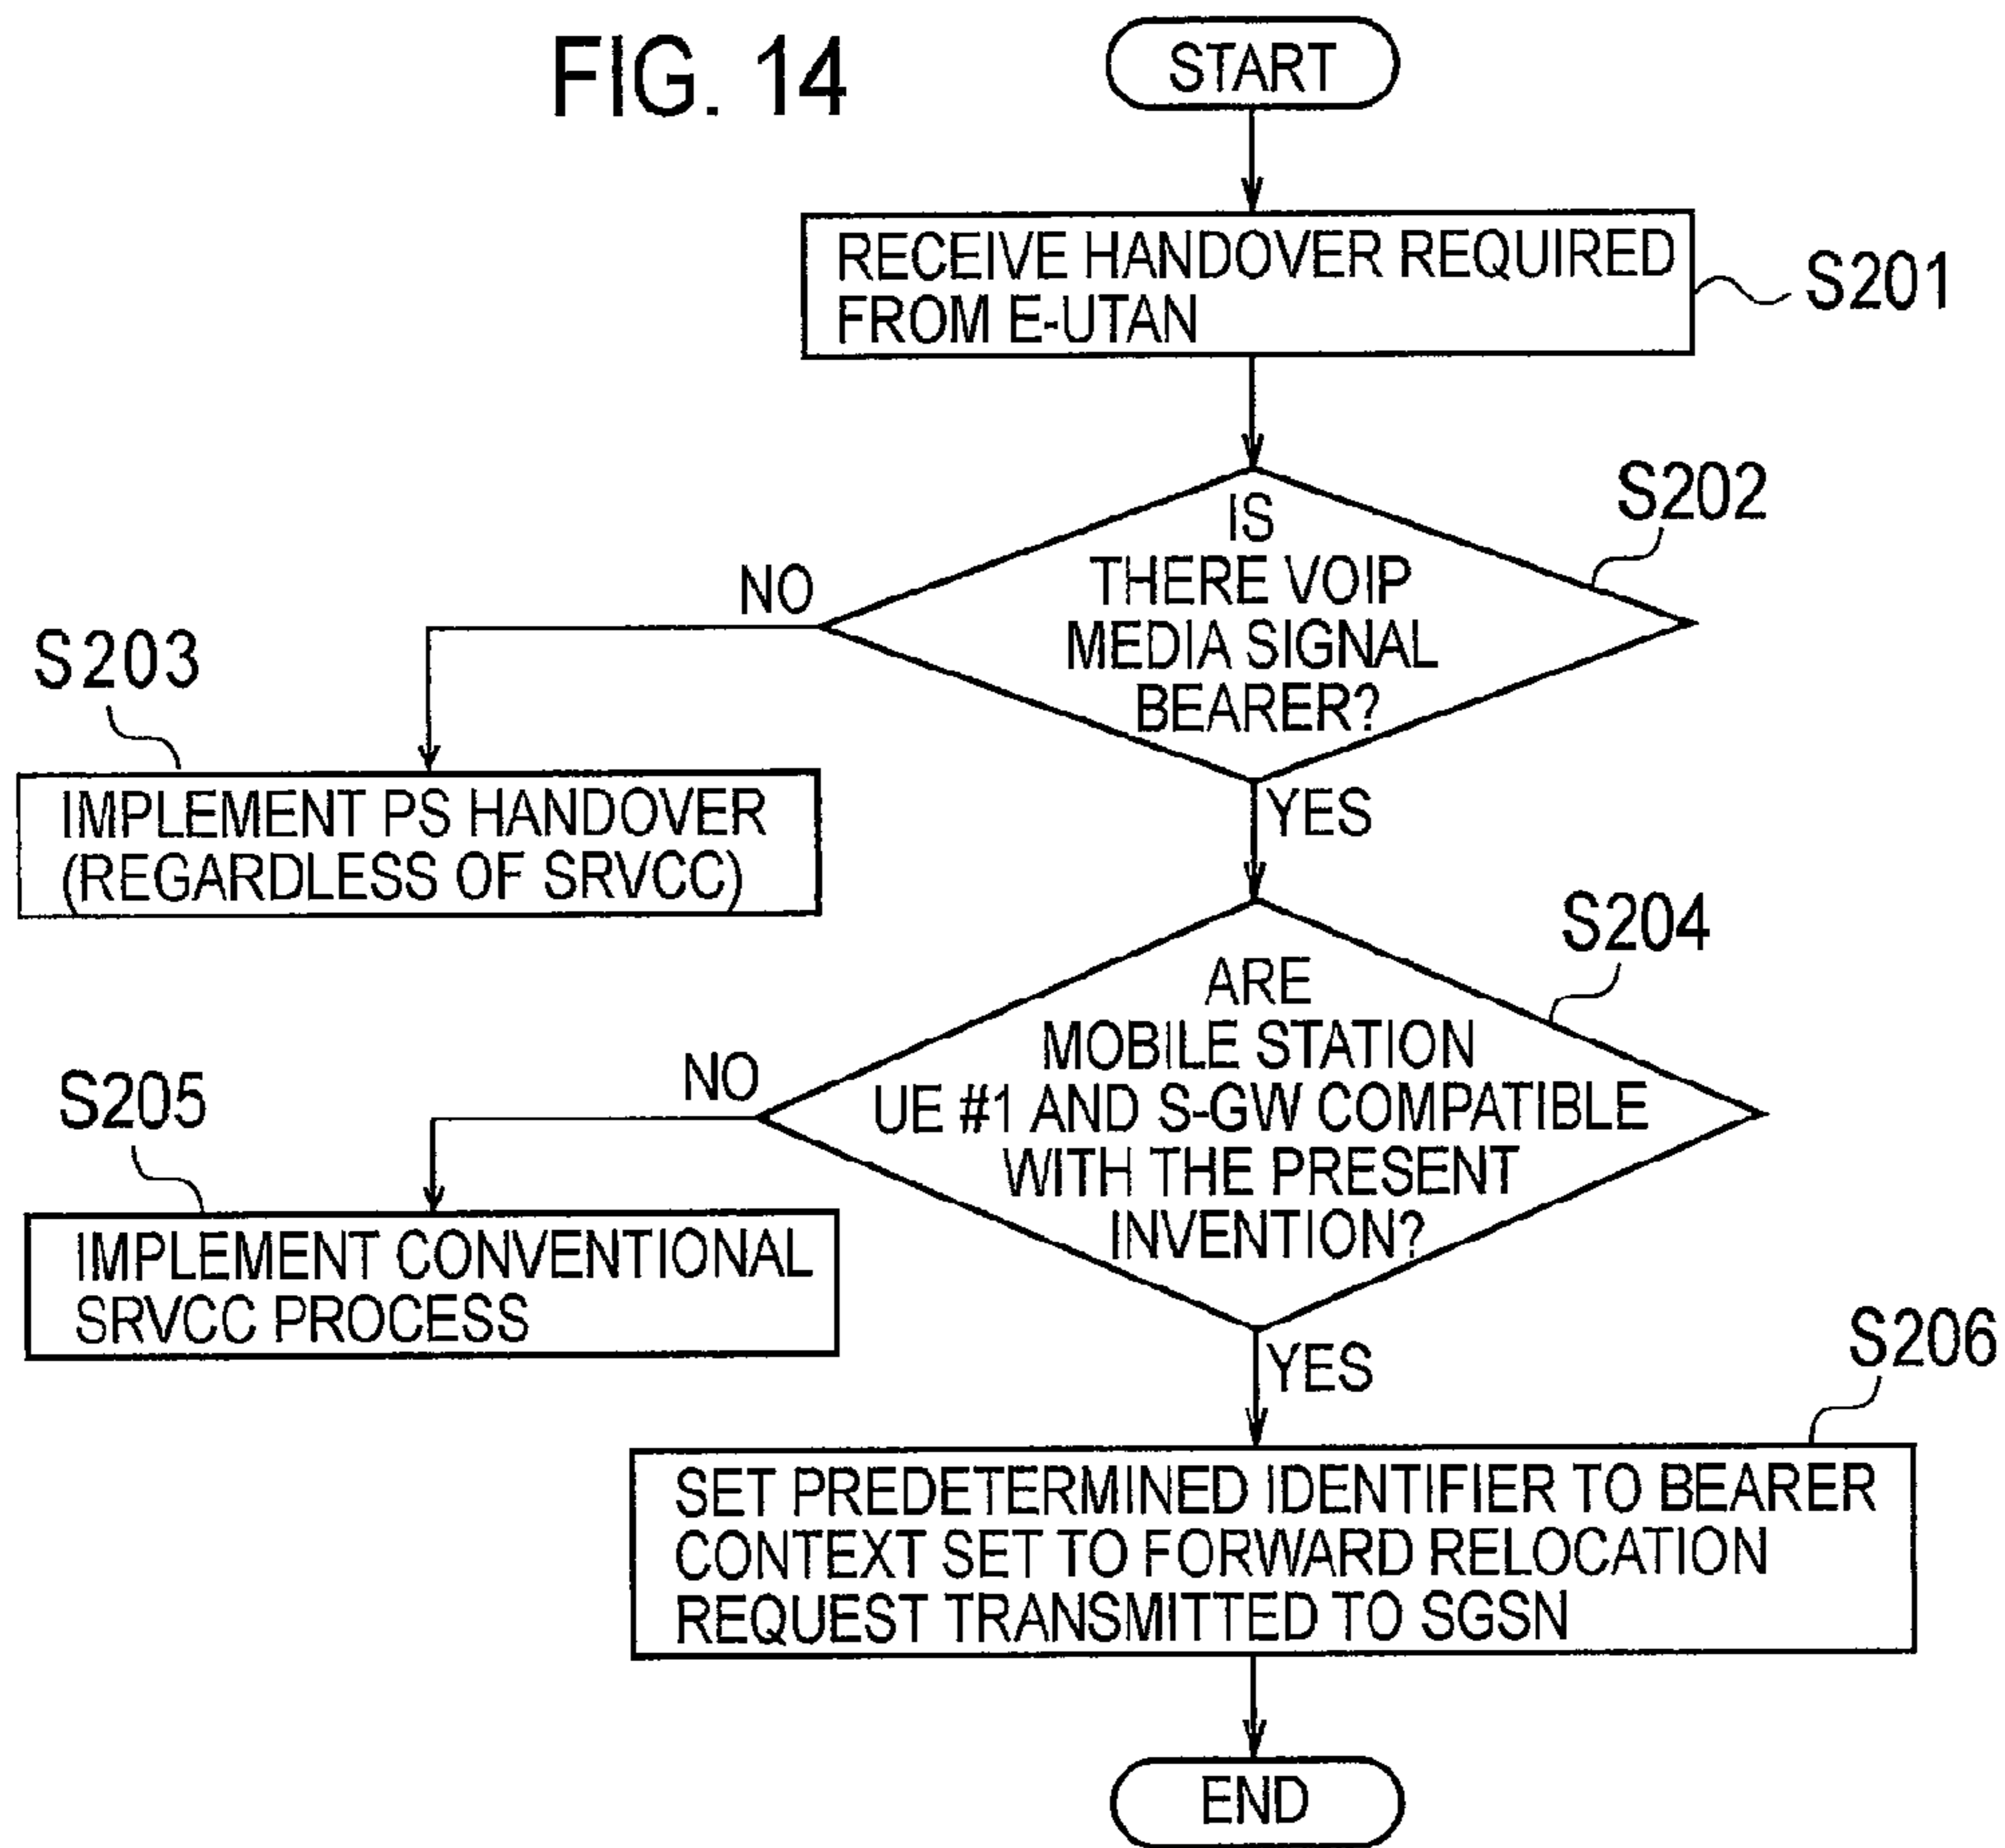 FIG. 14
START
RECEIVE HANDOVER REQUIRED
FROM E-UTAN
S201
IS
THERE VOIP
MEDIA SIGNAL
BEARER?
S202
NO
S203
IMPLEMENT PS HANDOVER
(REGARDLESS OF SRVCC)
YES
ARE
MOBILE STATION
UE #1 AND S-GW COMPATIBLE
WITH THE PRESENT
INVENTION?
S204
NO
S205
IMPLEMENT CONVENTIONAL
SRVCC PROCESS
YES
S206
SET PREDETERMINED IDENTIFIER TO BEARER
CONTEXT SET TO FORWARD RELOCATION
REQUEST TRANSMITTED TO SGSN
END